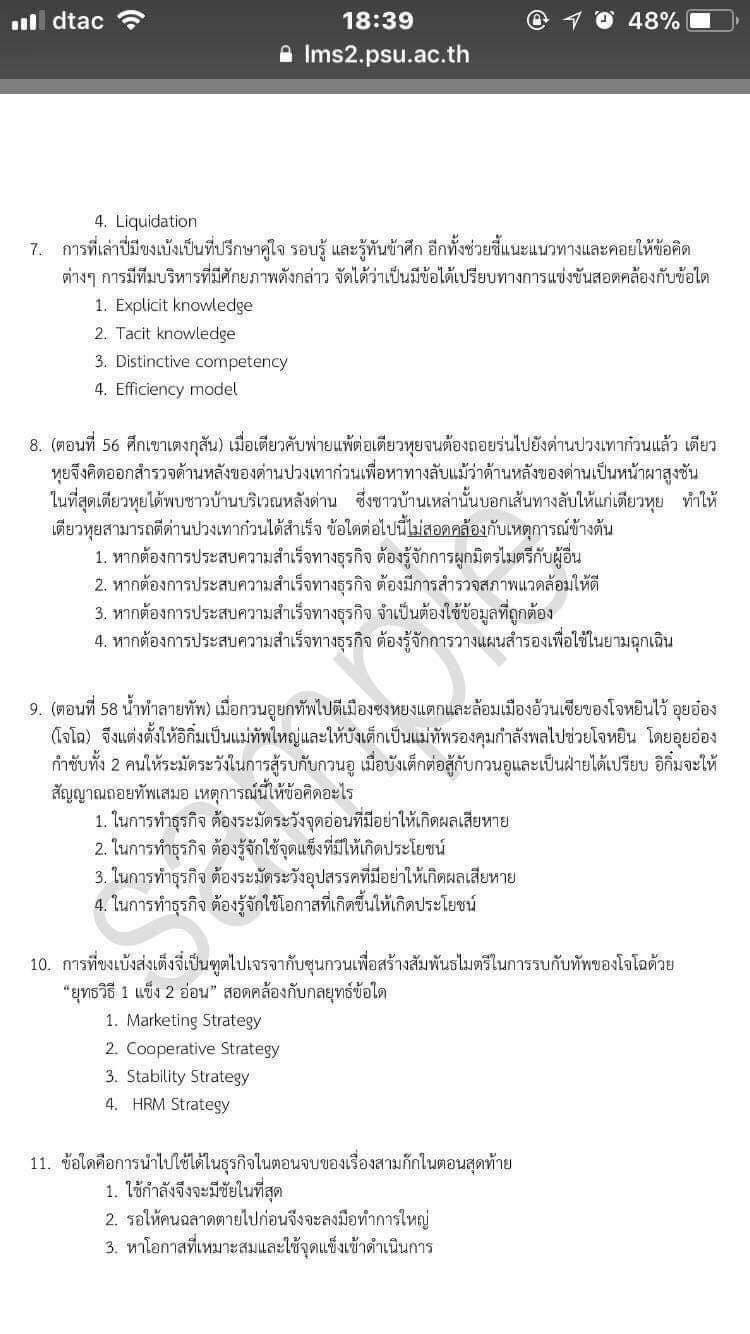 dtac 18:39 48%
lms2.psu.ac.th
4. Liquidation
7. การที่เล่าปี่มีขงเบ้งเป็นที่ปรึกษาคู่ใจ รอบรู้ และรู้ทันข้าศึก อีกทั้งช่วยชี้แนะแนวทางและคอยให้ข้อคิด
ต่างๆ การมีทีมบริหารที่มีศักยภาพดังกล่าว จัดได้ว่าเป็นมีข้อได้เปรียบทางการแข่งขันสอดคล้องกับข้อใด
1. Explicit knowledge
2. Tacit knowledge
3. Distinctive competency
4. Efficiency model
8. (ตอนที่ 56 ศึกเขาเตงกุสัน) เมื่อเตียวคับพ่ายแพ้ต่อเตียวหุยจนต้องถอยร่นไปยังด่านปวงเทาก๋วนแล้ว เตียว
หุยจึงคิดออกสำรวจด้านหลังของด่านปวงเทาก๋วนเพื่อหาทางลับแม้ว่าด้านหลังของด่านเป็นหน้าผาสูงชัน
ในที่สุดเตียวหุยได้พบชาวบ้านบริเวณหลังด่าน ซึ่งชาวบ้านเหล่านั้นบอกเส้นทางลับให้แก่เตียวหุย ทำให้
เตียวหุยสามารถตีด่านปวงเทาก๋วนได้สำเร็จ ข้อใดต่อไปนี้ไม่สอดคล้องกับเหตุการณ์ข้างต้น
1. หากต้องการประสบความสำเร็จทางธุรกิจ ต้องรู้จักการผูกมิตรไมตรีกับผู้อื่น
2. หากต้องการประสบความสำเร็จทางธุรกิจ ต้องมีการสำรวจสภาพแวดล้อมให้ดี
3. หากต้องการประสบความสำเร็จทางธุรกิจ จำเป็นต้องใช้ข้อมูลที่ถูกต้อง
4. หากต้องการประสบความสำเร็จทางธุรกิจ ต้องรู้จักการวางแผนสำรองเพื่อใช้ในยามฉุกเฉิน
9. (ตอนที่ 58 น้ำทำลายทัพ) เมื่อกวนอูยกทัพไปตีเมืองซงหยงแตกและล้อมเมืองอ้วนเซียของโจหยินไว้ อุยอ๋อง
(โจโฉ) จึงแต่งตั้งให้อิกิ๋มเป็นแม่ทัพใหญ่และให้บังเต็กเป็นแม่ทัพรองคุมกำลังพลไปช่วยโจหยิน โดยอุยอ๋อง
กำชับทั้ง 2 คนให้ระมัดระวังในการสู้รบกับกวนอู เมื่อบังเต็กต่อสู้กับกวนอูและเป็นฝ่ายได้เปรียบ อิกิ๋มจะให้
สัญญาณถอยทัพเสมอ เหตุการณ์นี้ให้ข้อคิดอะไร
1. ในการทำธุรกิจ ต้องระมัดระวังจุดอ่อนที่มีอย่าให้เกิดผลเสียหาย
2. ในการทำธุรกิจ ต้องรู้จักใช้จุดแข็งที่มีให้เกิดประโยชน์
3. ในการทำธุรกิจ ต้องระมัดระวังอุปสรรคที่มีอย่าให้เกิดผลเสียหาย
4. ในการทำธุรกิจ ต้องรู้จักใช้โอกาสที่เกิดขึ้นให้เกิดประโยชน์
10. การที่ขงเบ้งส่งเต็งจี๋เป็นทูตไปเจรจากับซุนกวนเพื่อสร้างสัมพันธไมตรีในการรบกับทัพของโจโฉด้วย
“ยุทธวิธี 1 แข็ง 2 อ่อน” สอดคล้องกับกลยุทธ์ข้อใด
1. Marketing Strategy
2. Cooperative Strategy
3. Stability Strategy
4. HRM Strategy
11. ข้อใดคือการนำไปใช้ได้ในธุรกิจในตอนจบของเรื่องสามก๊กในตอนสุดท้าย
1. ใช้กำลังจึงจะมีชัยในที่สุด
2. รอให้คนฉลาดตายไปก่อนจึงจะลงมือทำการใหญ่
3. หาโอกาสที่เหมาะสมและใช้จุดแข็งเข้าดำเนินการ
sample